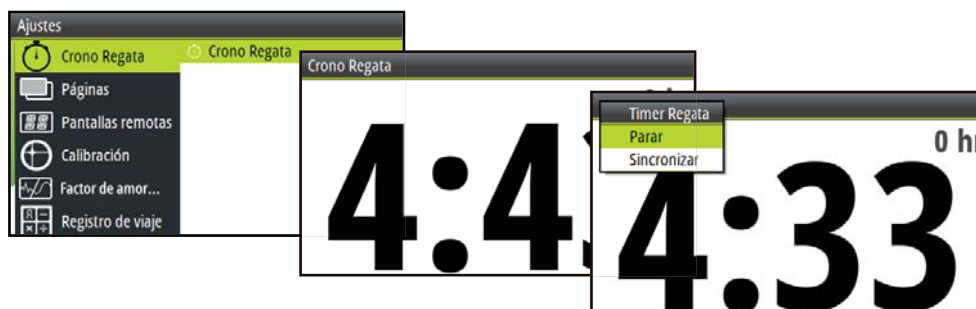 Ajustes
Crono Regata
Crono Regata
Páginas
Pantallas remotas
Calibración
Factor de amor...
Registro de viaje
Crono Regata
4:4
Timer Regata
Parar
Sincronizar
0 h
4:33